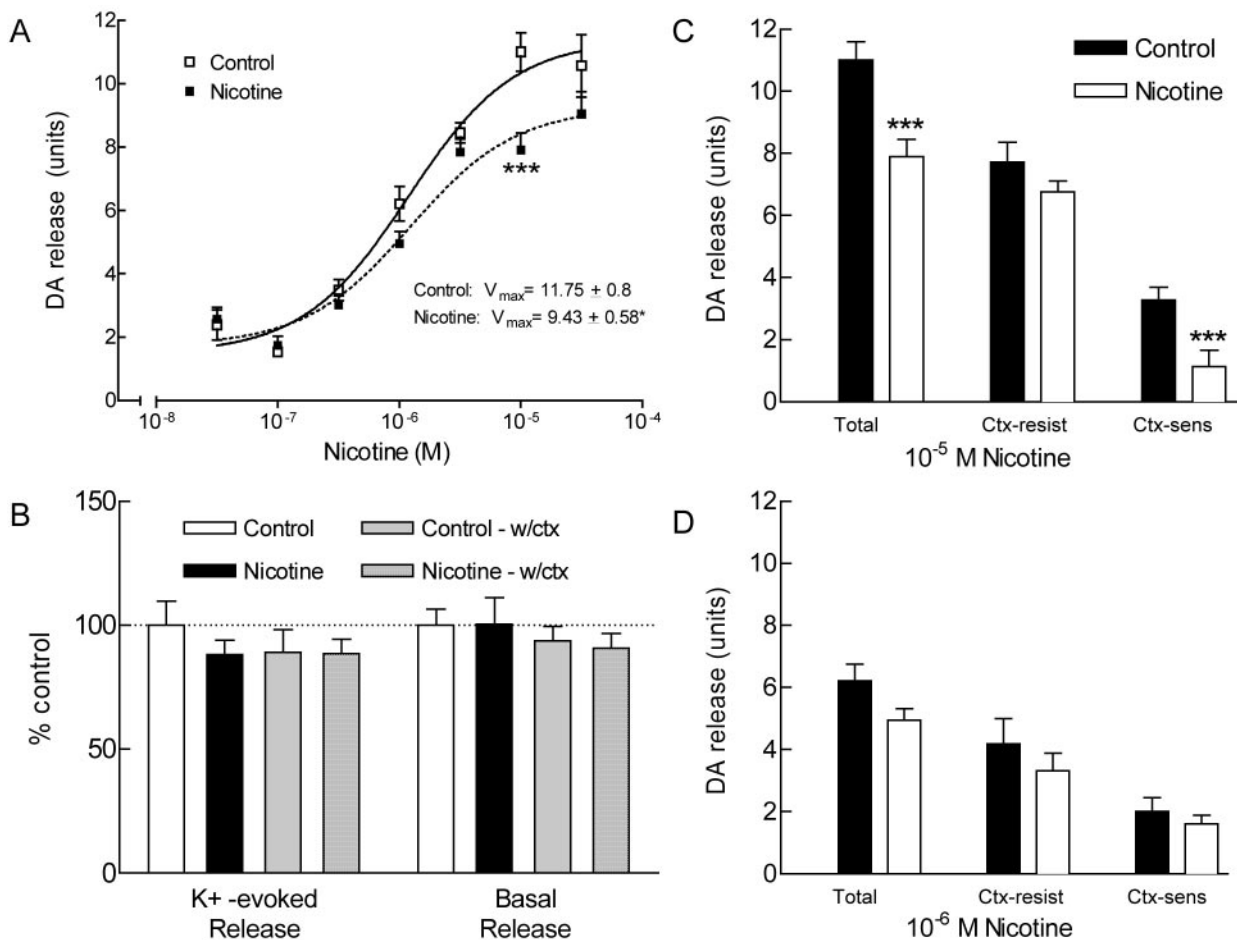 A
12
10
8
6
4
2
0
DA release (units)
Control
Nicotine
***
Control: Vmax= 11.75 ± 0.8
Nicotine: Vmax= 9.43 ± 0.58*
10-8
10-7
10-6
10-5
10-4
Nicotine (M)
B
150
100
50
0
% control
Control
Control - w/ctx
Nicotine
Nicotine - w/ctx
K+ -evoked
Release
Basal
Release
C
12
10
8
6
4
2
0
DA release (units)
Control
Nicotine
***
***
Total
Ctx-resist
Ctx-sens
10-5 M Nicotine
D
12
10
8
6
4
2
0
DA release (units)
Total
Ctx-resist
Ctx-sens
10-6 M Nicotine